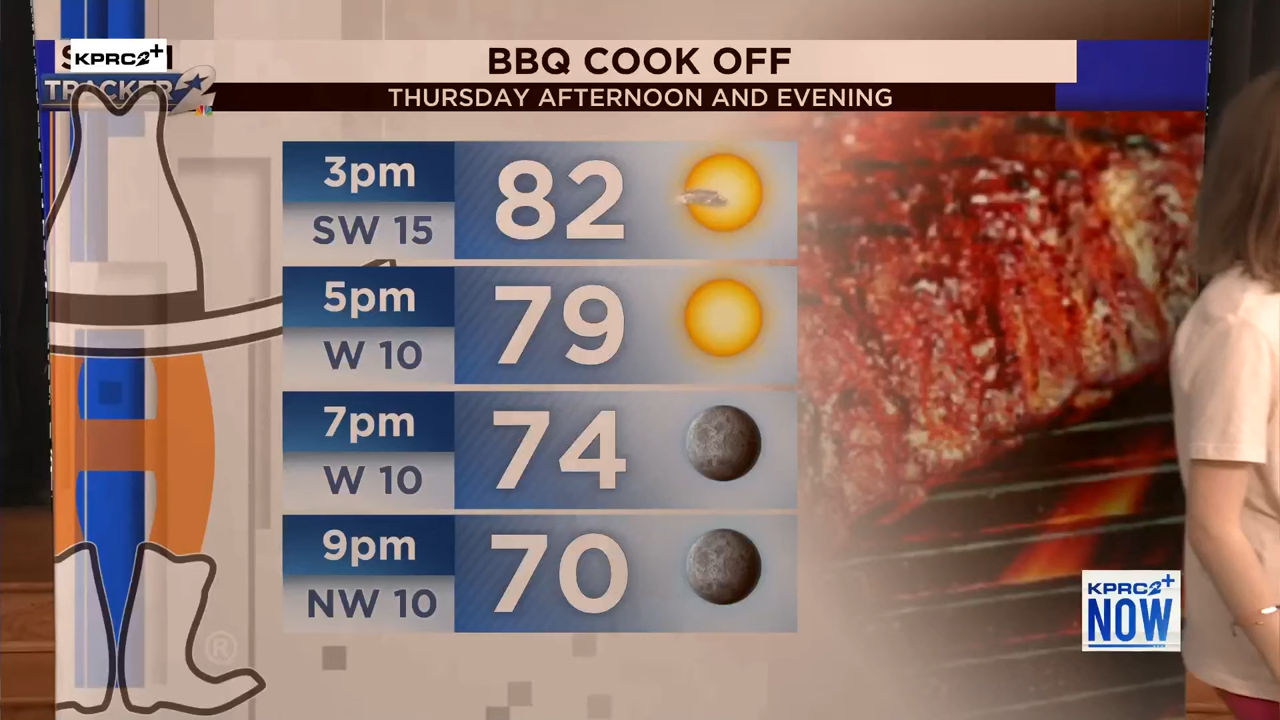 KPRC2+
TRACKER 2
BBQ COOK OFF
THURSDAY AFTERNOON AND EVENING
3pm
SW 15
82
5pm
W 10
79
7pm
W 10
74
9pm
NW 10
70
®
KPRC2+
NOW